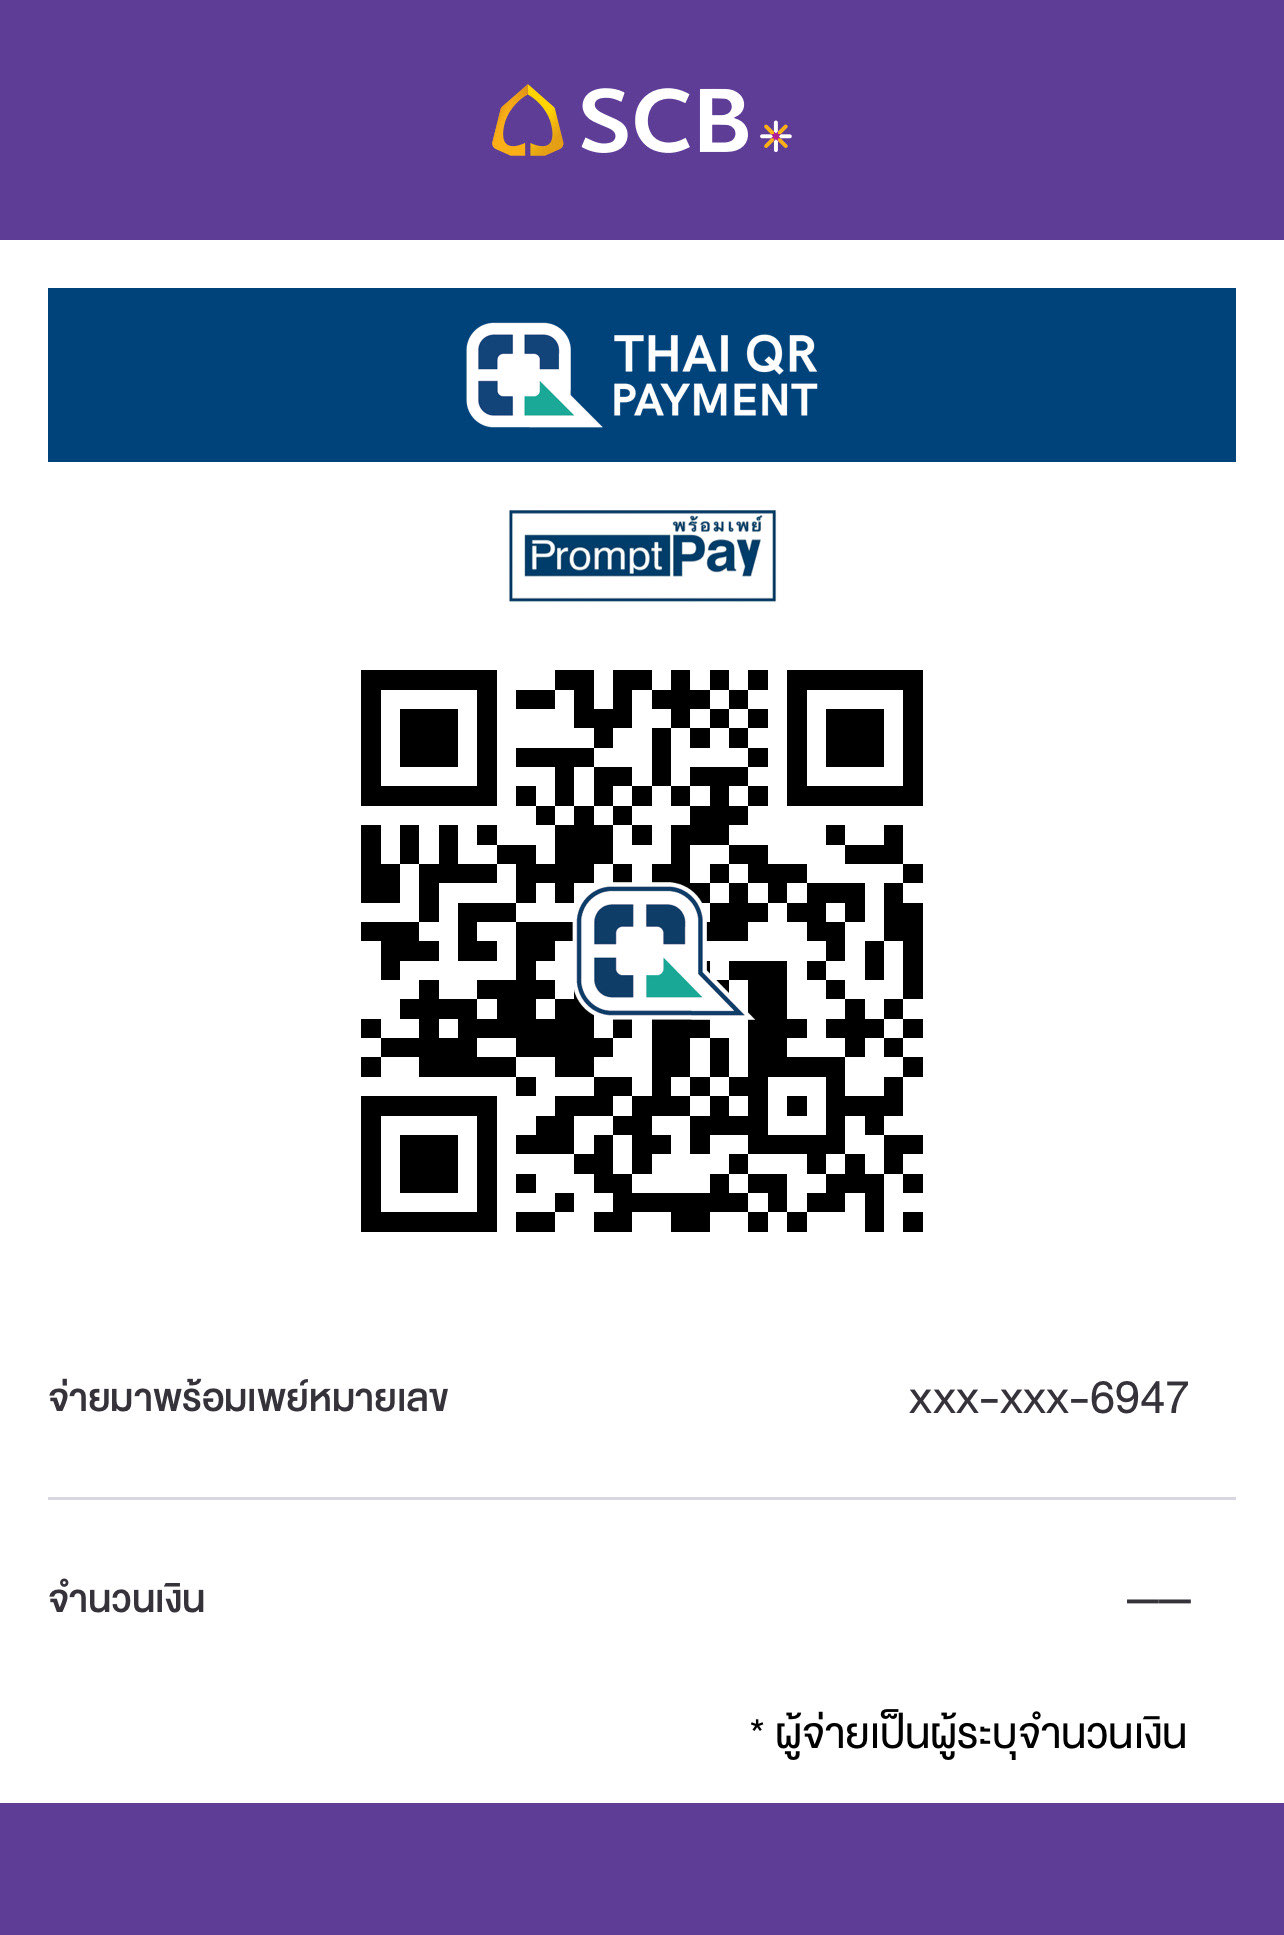 SCB
THAI QR
PAYMENT
พร้อมเพย์
PromptPay
จ่ายมาพร้อมเพย์หมายเลข xxx-xxx-6947
จำนวนเงิน —
* ผู้จ่ายเป็นผู้ระบุจำนวนเงิน